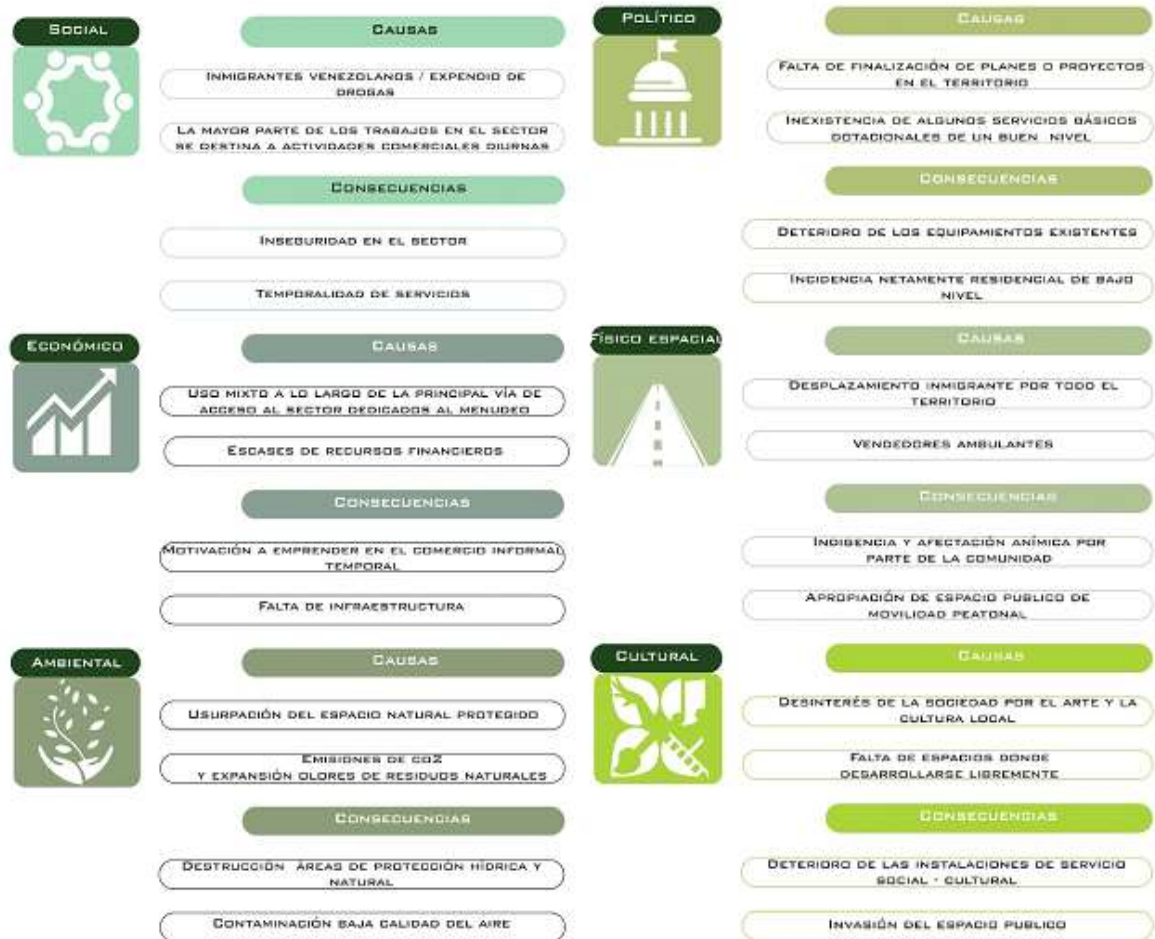 SOCIAL
CAUSAS
INMIGRANTES VENEZOLANOS / EXPENDIO DE
DROGAS
LA MAYOR PARTE DE LOS TRABAJOS EN EL SECTOR
SE DESTINA A ACTIVIDADES COMERCIALES DIURNAS
CONSECUENCIAS
INSEGURIDAD EN EL SECTOR
TEMPORALIDAD DE SERVICIOS
POLÍTICO
CAUSAS
FALTA DE FINALIZACIÓN DE PLANES O PROYECTOS
EN EL TERRITORIO
INEXISTENCIA DE ALGUNOS SERVICIOS BÁSICOS
DOTACIONALES DE UN BUEN NIVEL
CONSECUENCIAS
DETERIORO DE LOS EQUIPAMIENTOS EXISTENTES
INCIDENCIA NETAMENTE RESIDENCIAL DE BAJO
NIVEL
ECONÓMICO
CAUSAS
USO MIXTO A LO LARGO DE LA PRINCIPAL VÍA DE
ACCESO AL SECTOR DEDICADOS AL MENUDEO
ESCASES DE RECURSOS FINANCIEROS
CONSECUENCIAS
MOTIVACIÓN A EMPRENDER EN EL COMERCIO INFORMAL
TEMPORAL
FALTA DE INFRAESTRUCTURA
FÍSICO ESPACIAL
CAUSAS
DESPLAZAMIENTO INMIGRANTE POR TODO EL
TERRITORIO
VENDEDORES AMBULANTES
CONSECUENCIAS
INDIGENCIA Y AFECTACIÓN ANÍMICA POR
PARTE DE LA COMUNIDAD
APROPIACIÓN DE ESPACIO PUBLICO DE
MOVILIDAD PEATONAL
AMBIENTAL
CAUSAS
USURPACIÓN DEL ESPACIO NATURAL PROTEGIDO
EMISIONES DE CO2
Y EXPANSIÓN OLORES DE RESIDUOS NATURALES
CONSECUENCIAS
DESTRUCCIÓN ÁREAS DE PROTECCIÓN HÍDRICA Y
NATURAL
CONTAMINACIÓN BAJA CALIDAD DEL AIRE
CULTURAL
CAUSAS
DESINTERÉS DE LA SOCIEDAD POR EL ARTE Y LA
CULTURA LOCAL
FALTA DE ESPACIOS DONDE
DESARROLLARSE LIBREMENTE
CONSECUENCIAS
DETERIORO DE LAS INSTALACIONES DE SERVICIO
SOCIAL - CULTURAL
INVASIÓN DEL ESPACIO PUBLICO